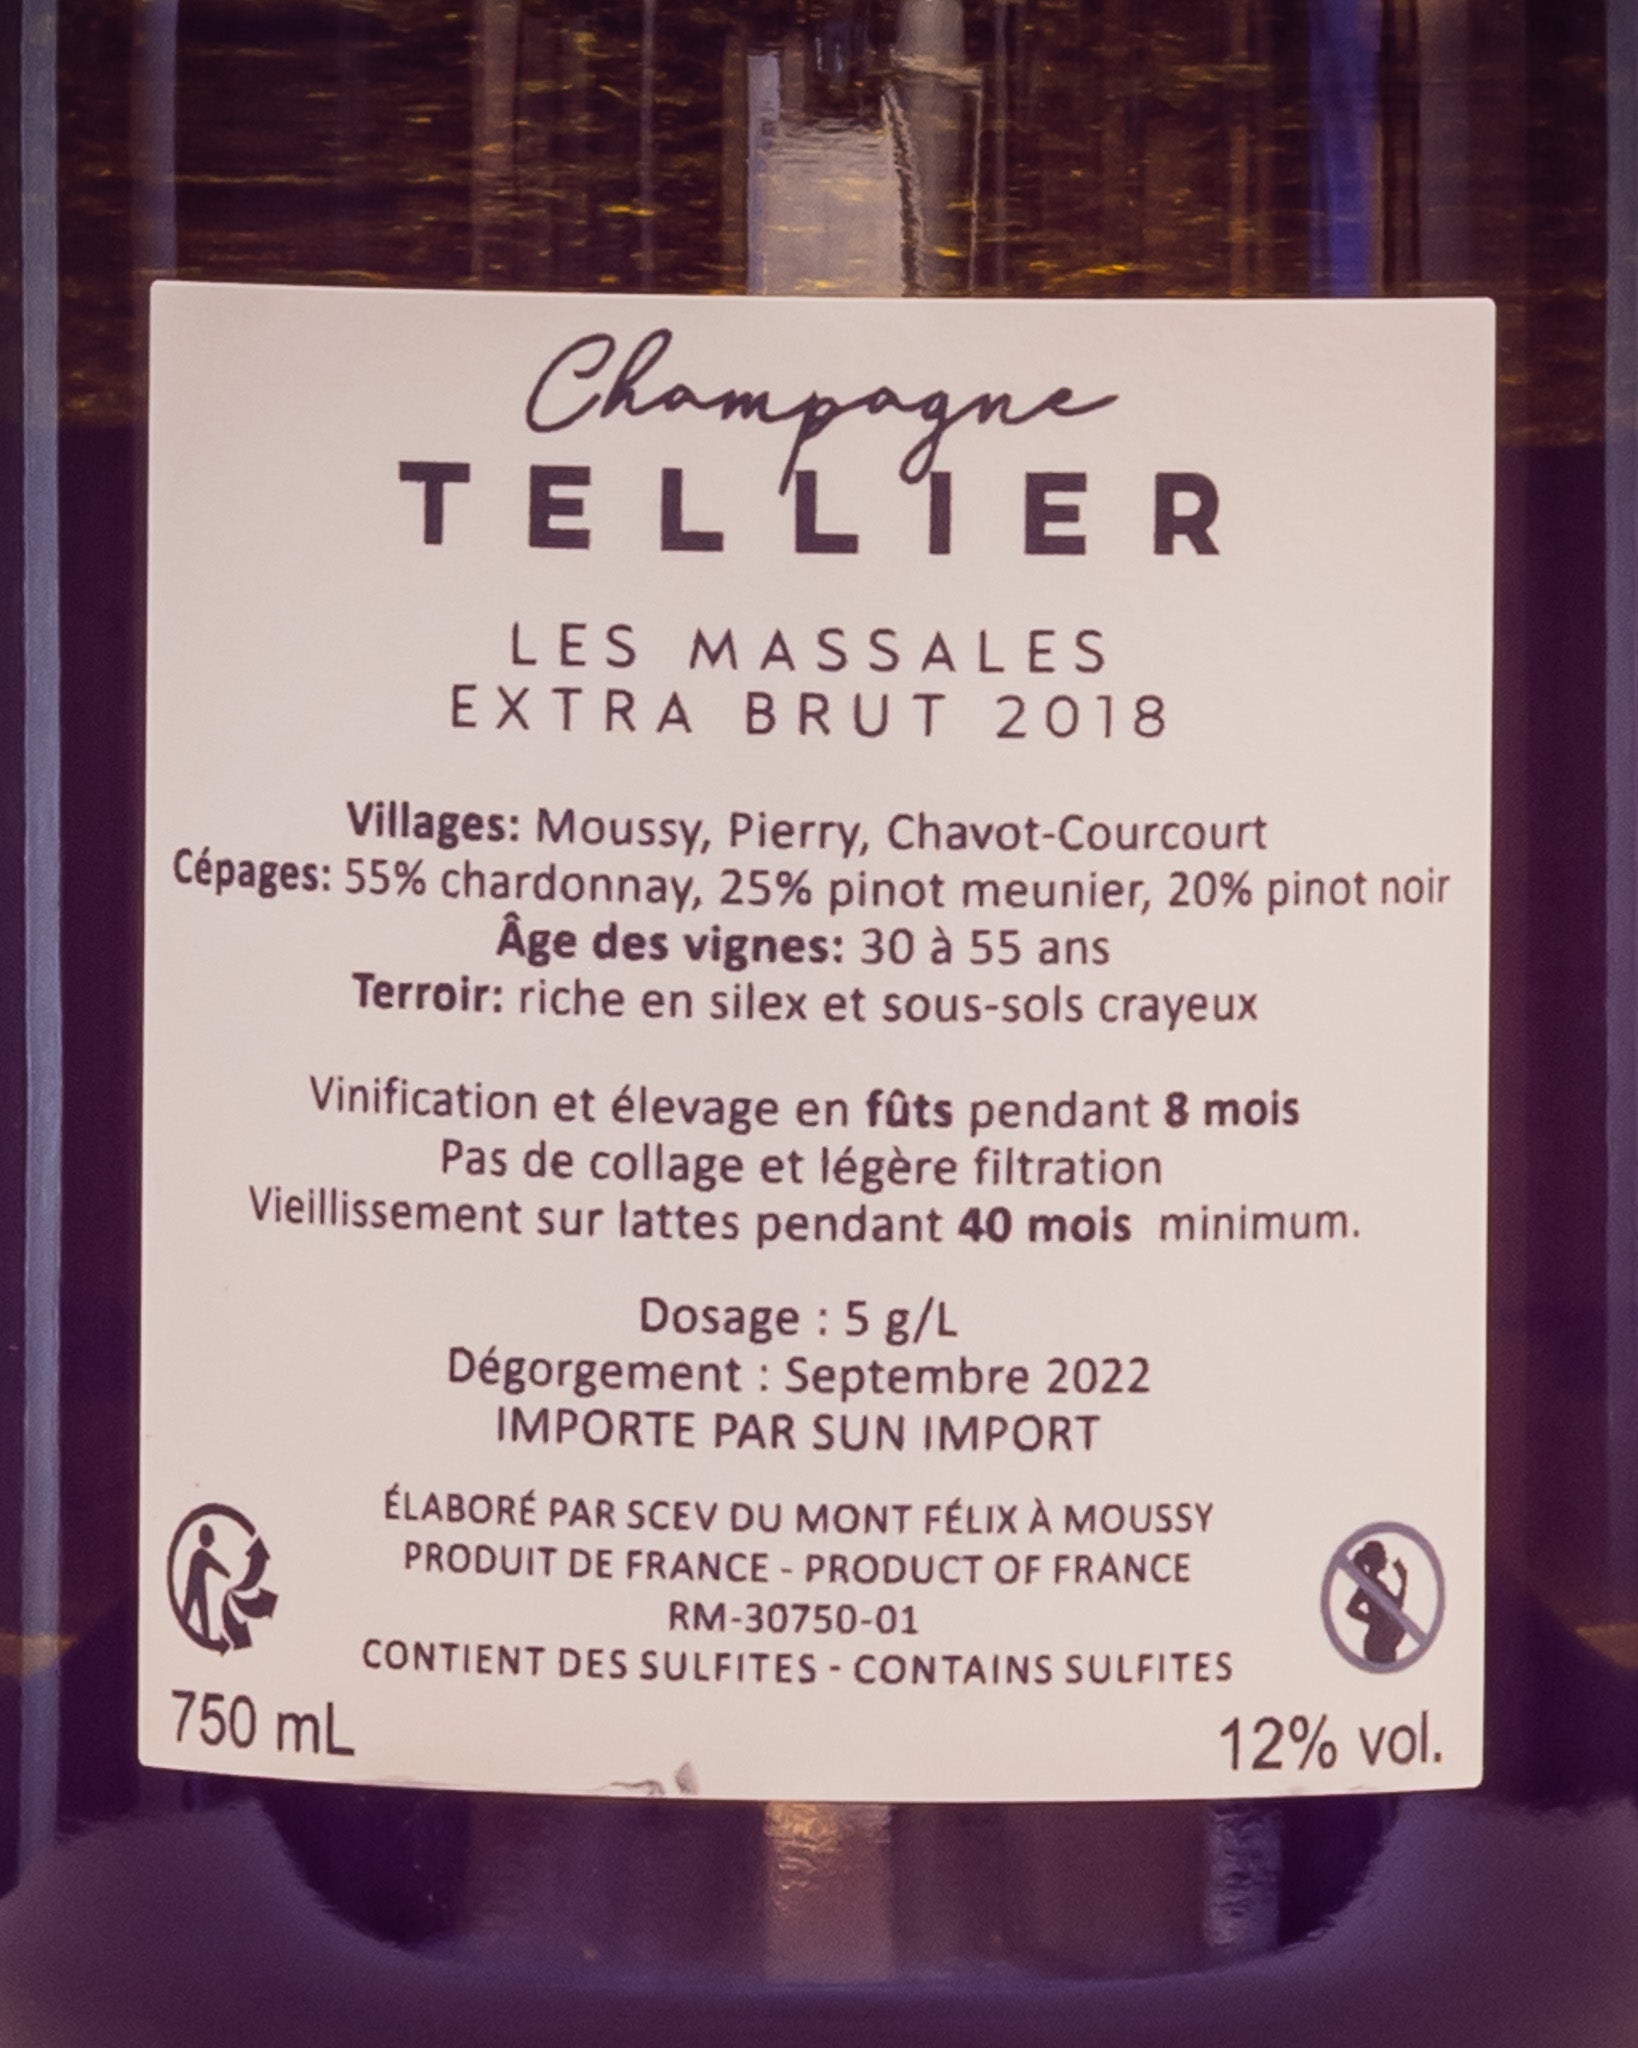 Champagne
TELLIER
LES MASSALES
EXTRA BRUT 2018
Villages: Moussy, Pierry, Chavot-Courcourt
Cépages: 55% chardonnay, 25% pinot meunier, 20% pinot noir
Âge des vignes: 30 à 55 ans
Terroir: riche en silex et sous-sols crayeux
Vinification et élevage en fûts pendant 8 mois
Pas de collage et légère filtration
Vieillissement sur lattes pendant 40 mois minimum.
Dosage : 5 g/L
Dégorgement : Septembre 2022
IMPORTE PAR SUN IMPORT
ÉLABORÉ PAR SCEV DU MONT FÉLIX À MOUSSY
PRODUIT DE FRANCE - PRODUCT OF FRANCE
RM-30750-01
CONTIENT DES SULFITES - CONTAINS SULFITES
750 mL
12% vol.